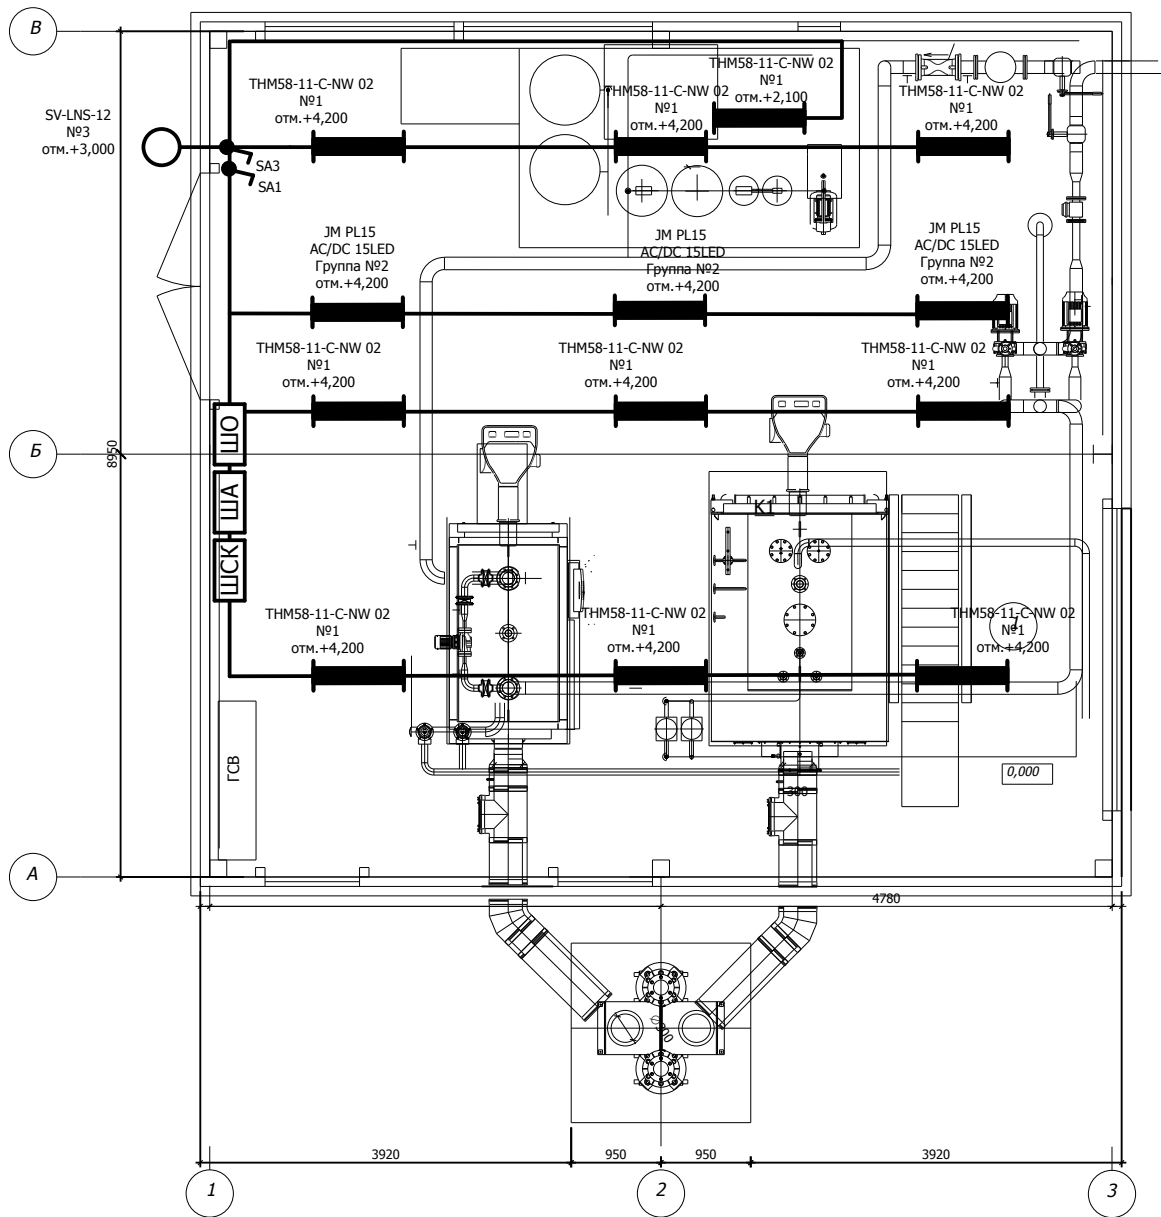 В
ТНМ58-11-C-NW 02
№1
отм.+4,200
ТНМ58-11-C-NW 02
№1
отм.+2,100
ТНМ58-11-C-NW 02
№1
отм.+4,200
ТНМ58-11-C-NW 02
№1
отм.+4,200
SV-LNS-12
№3
отм.+3,000
SA3
SA1
JM PL15
AC/DC 15LED
Группа №2
отм.+4,200
JM PL15
AC/DC 15LED
Группа №2
отм.+4,200
JM PL15
AC/DC 15LED
Группа №2
отм.+4,200
ТНМ58-11-C-NW 02
№1
отм.+4,200
ТНМ58-11-C-NW 02
№1
отм.+4,200
ТНМ58-11-C-NW 02
№1
отм.+4,200
ШО
Б
8950
ША
ШСК
К1
ТНМ58-11-C-NW 02
№1
отм.+4,200
ТНМ58-11-C-NW 02
№1
отм.+4,200
ТНМ58-11-C-NW 02
№1
отм.+4,200
1
ГСВ
0,000
300
А
4780
300
3920
950
950
3920
1
2
3